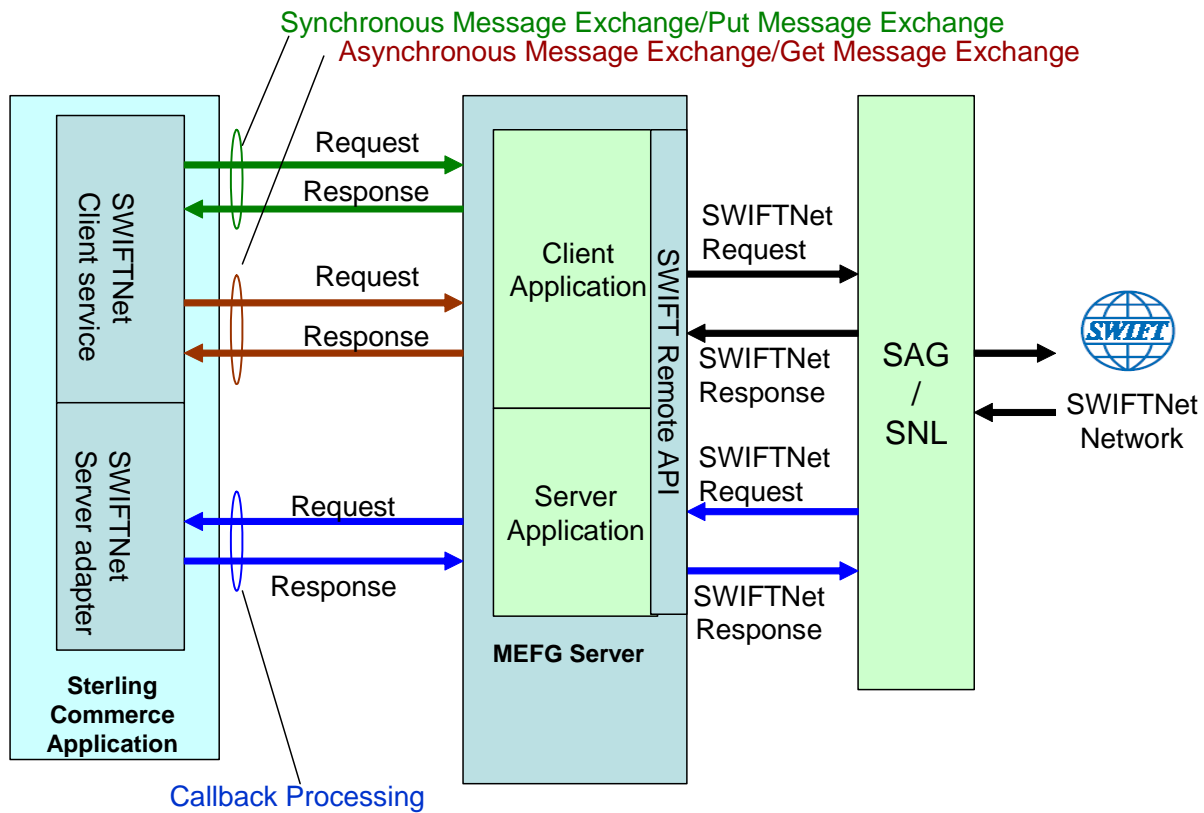 Synchronous Message Exchange/Put Message Exchange
Asynchronous Message Exchange/Get Message Exchange
SWIFTNet
Client service
SWIFTNet
Server adapter
Sterling
Commerce
Application
Request
Response
Request
Response
Request
Response
Callback Processing
Client
Application
Server
Application
SWIFT Remote API
MEFG Server
SWIFTNet
Request
SWIFTNet
Response
SWIFTNet
Request
SWIFTNet
Response
SAG
/
SNL
SWIFT
SWIFTNet
Network